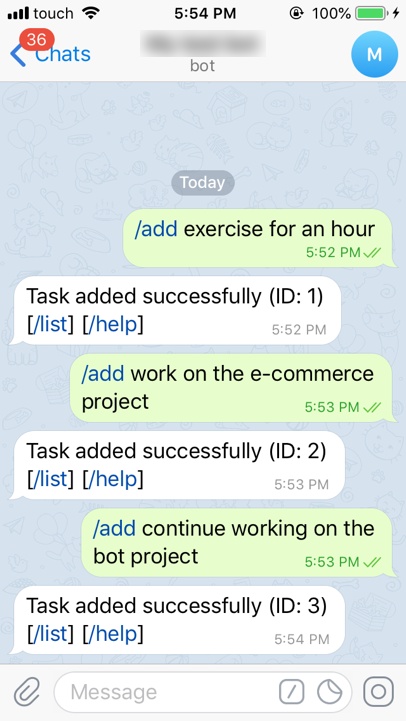 touch 5:54 PM 100%
36
Chats
bot
M
Today
/add exercise for an hour
5:52 PM
Task added successfully (ID: 1)
[/list] [/help]
5:52 PM
/add work on the e-commerce
project
5:53 PM
Task added successfully (ID: 2)
[/list] [/help]
5:53 PM
/add continue working on the
bot project
5:53 PM
Task added successfully (ID: 3)
[/list] [/help]
5:54 PM
Message